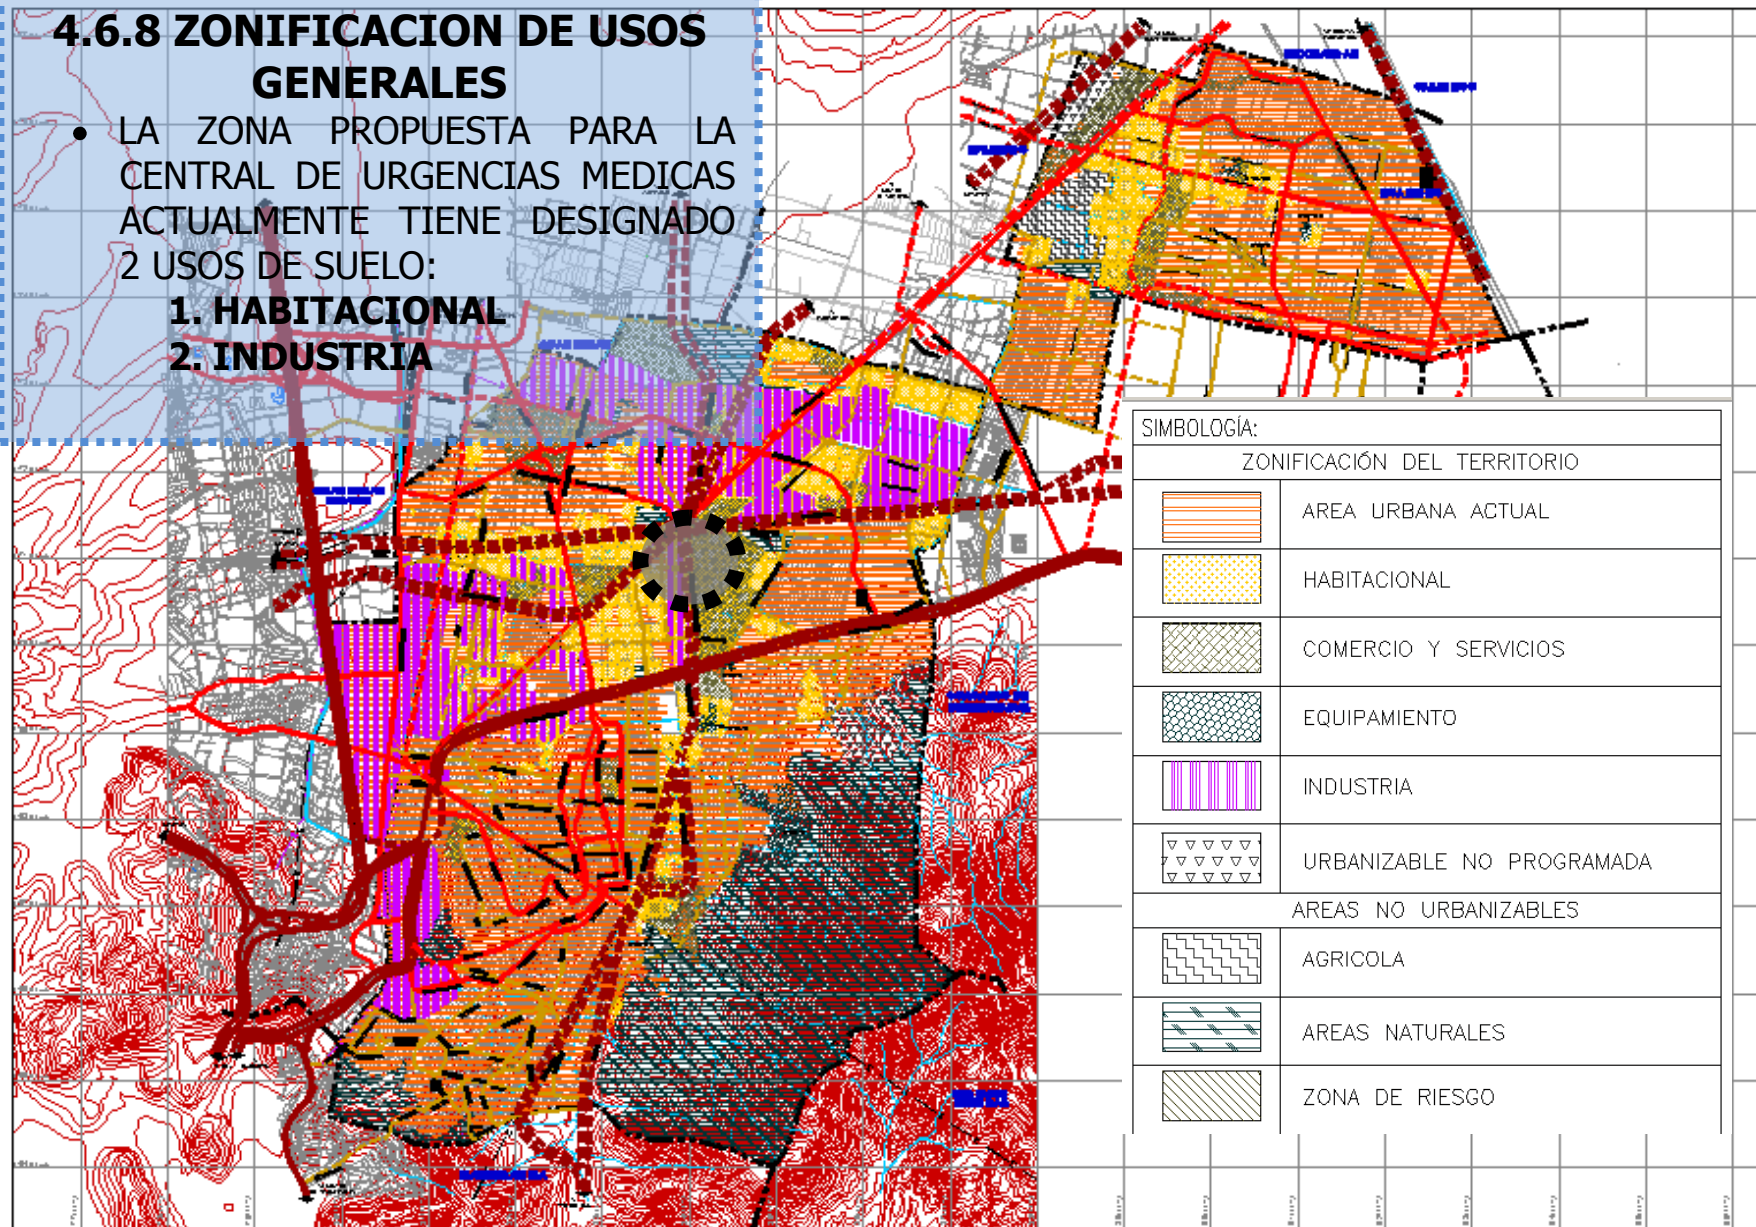 4.6.8 ZONIFICACION DE USOS
GENERALES
• LA ZONA PROPUESTA PARA LA
CENTRAL DE URGENCIAS MEDICAS
ACTUALMENTE TIENE DESIGNADO
2 USOS DE SUELO:
1. HABITACIONAL
2. INDUSTRIA
SIMBOLOGÍA:
ZONIFICACIÓN DEL TERRITORIO
AREA URBANA ACTUAL
HABITACIONAL
COMERCIO Y SERVICIOS
EQUIPAMIENTO
INDUSTRIA
URBANIZABLE NO PROGRAMADA
AREAS NO URBANIZABLES
AGRICOLA
AREAS NATURALES
ZONA DE RIESGO